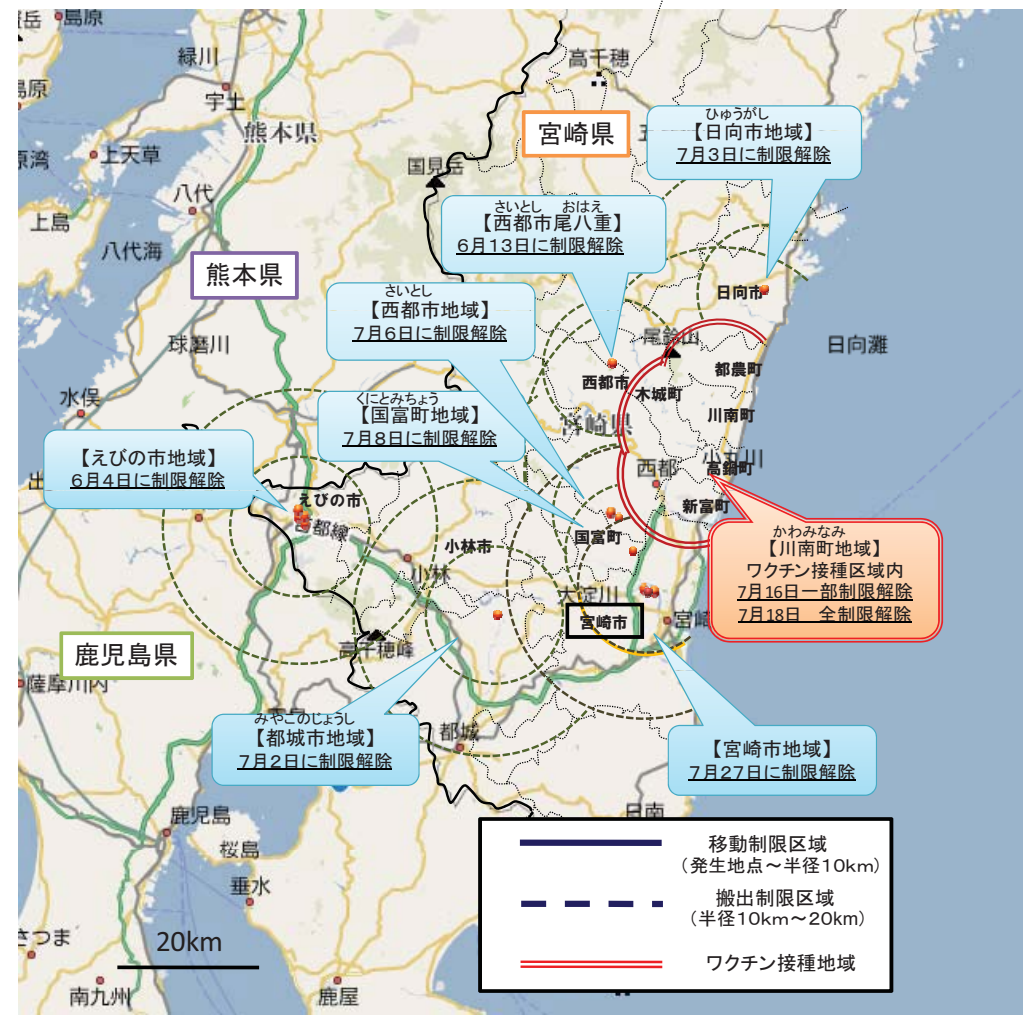 島原
緑川
宇土
熊本県
上天草
八代
上島
八代海
国見岳
高千穂
宮崎県
ひゅうがし
【日向市地域】
7月3日に制限解除
さいとし おはえ
【西都市尾八重】
6月13日に制限解除
熊本県
さいとし
【西都市地域】
7月6日に制限解除
日向市
日向灘
球磨川
尾鈴山
都農町
西都市
木城町
水俣
くにとみちょう
【国富町地域】
7月8日に制限解除
宮崎県
川南町
【えびの市地域】
6月4日に制限解除
西都
高鍋町
えびの市
新富町
国富町
小林市
小林
かわみなみ
【川南町地域】
ワクチン接種区域内
7月16日一部制限解除
7月18日 全制限解除
大淀川
宮崎市
宮崎
鹿児島県
高千穂峰
薩摩川内
みやこのじょうし
【都城市地域】
7月2日に制限解除
都城
【宮崎市地域】
7月27日に制限解除
日南
鹿児島
桜島
垂水
移動制限区域
(発生地点～半径10km)
搬出制限区域
(半径10km～20km)
ワクチン接種地域
さつま
20km
南九州
鹿屋